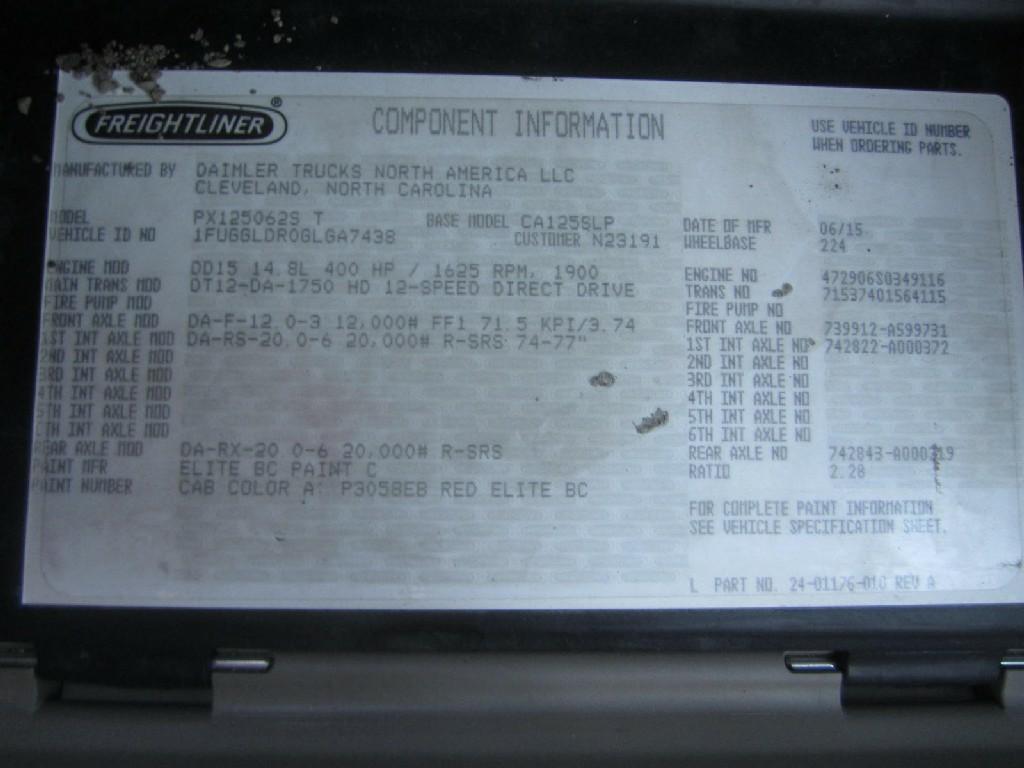 FREIGHTLINER ® COMPONENT INFORMATION
USE VEHICLE ID NUMBER
WHEN ORDERING PARTS.
MANUFACTURED BY DAIMLER TRUCKS NORTH AMERICA LLC
CLEVELAND, NORTH CAROLINA
MODEL PX125062S T BASE MODEL CA125SLP DATE OF MFR 06/15
VEHICLE ID NO 1FUGGLDR0GLGA7438 CUSTOMER N23191 WHEELBASE 224
ENGINE MOD DD15 14.8L 400 HP / 1625 RPM, 1900 ENGINE NO 472906S0349116
MAIN TRANS MOD DT12-DA-1750 HD 12-SPEED DIRECT DRIVE TRANS NO 71537401564115
FIRE PUMP MOD FIRE PUMP NO
FRONT AXLE MOD DA-F-12.0-3 12,000# FF1 71.5 KPI/3.74 FRONT AXLE NO 739912-A599731
1ST INT AXLE MOD DA-RS-20.0-6 20,000# R-SRS 74-77" 1ST INT AXLE NO 742822-A000372
2ND INT AXLE MOD 2ND INT AXLE NO
3RD INT AXLE MOD 3RD INT AXLE NO
4TH INT AXLE MOD 4TH INT AXLE NO
5TH INT AXLE MOD 5TH INT AXLE NO
6TH INT AXLE MOD 6TH INT AXLE NO
REAR AXLE MOD DA-RX-20.0-6 20,000# R-SRS REAR AXLE NO
PAINT MFR ELITE BC PAINT C RATIO 2.28
PAINT NUMBER CAB COLOR A: P3058EB RED ELITE BC
FOR COMPLETE PAINT INFORMATION
SEE VEHICLE SPECIFICATION SHEET.
L PART NO. 24-01176-010 REV A